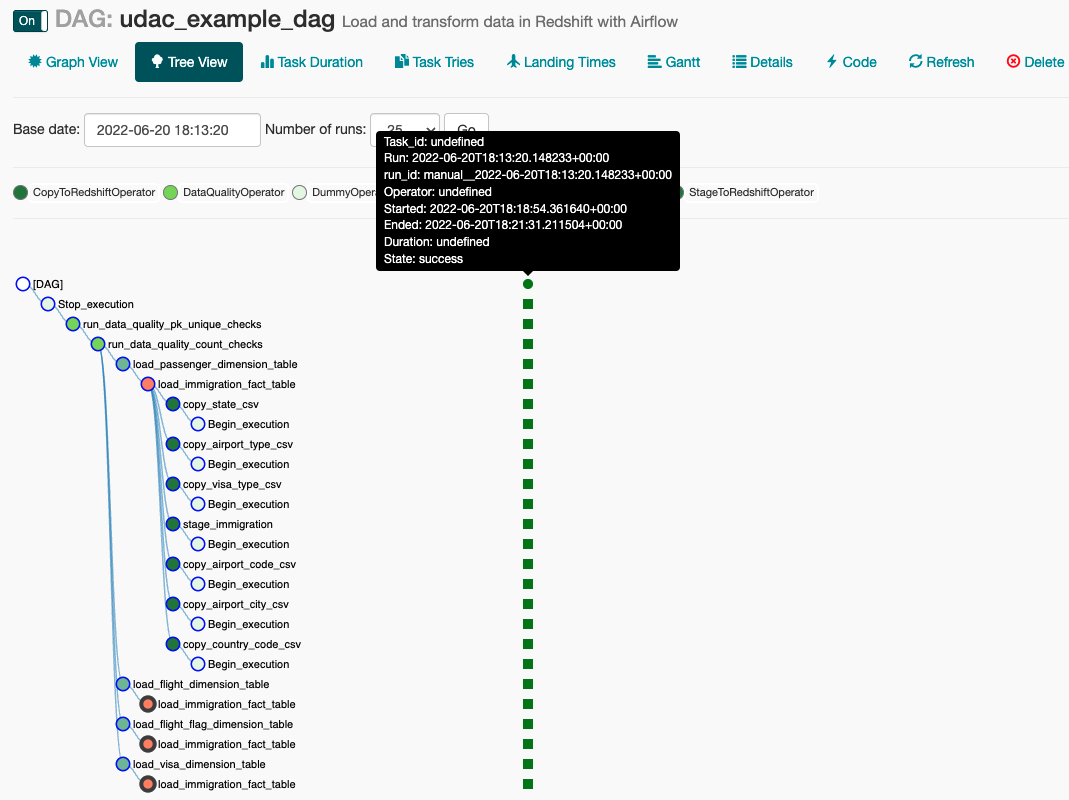 On DAG: udac_example_dag Load and transform data in Redshift with Airflow
Graph View Tree View Task Duration Task Tries Landing Times Gantt Details Code Refresh Delete
Base date: 2022-06-20 18:13:20 Number of runs: 25 Go
Task_id: undefined
Run: 2022-06-20T18:13:20.148233+00:00
run_id: manual__2022-06-20T18:13:20.148233+00:00
Operator: undefined
Started: 2022-06-20T18:18:54.361640+00:00
Ended: 2022-06-20T18:21:31.211504+00:00
Duration: undefined
State: success
CopyToRedshiftOperator DataQualityOperator DummyOpera StageToRedshiftOperator
[DAG]
Stop_execution
run_data_quality_pk_unique_checks
run_data_quality_count_checks
load_passenger_dimension_table
load_immigration_fact_table
copy_state_csv
Begin_execution
copy_airport_type_csv
Begin_execution
copy_visa_type_csv
Begin_execution
stage_immigration
Begin_execution
copy_airport_code_csv
Begin_execution
copy_airport_city_csv
Begin_execution
copy_country_code_csv
Begin_execution
load_flight_dimension_table
load_immigration_fact_table
load_flight_flag_dimension_table
load_immigration_fact_table
load_visa_dimension_table
load_immigration_fact_table